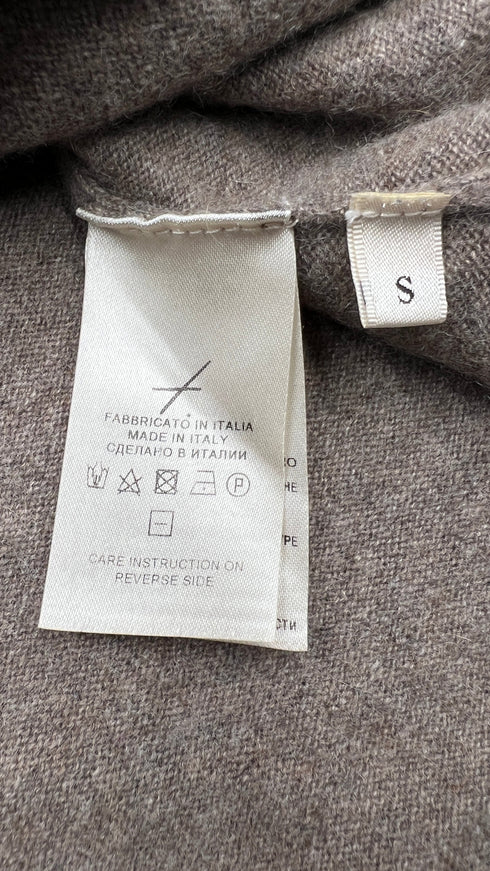 FABBRICATO IN ITALIA
MADE IN ITALY
СДЕЛАНО В ИТАЛИИ
P
CARE INSTRUCTION ON
REVERSE SIDE
S